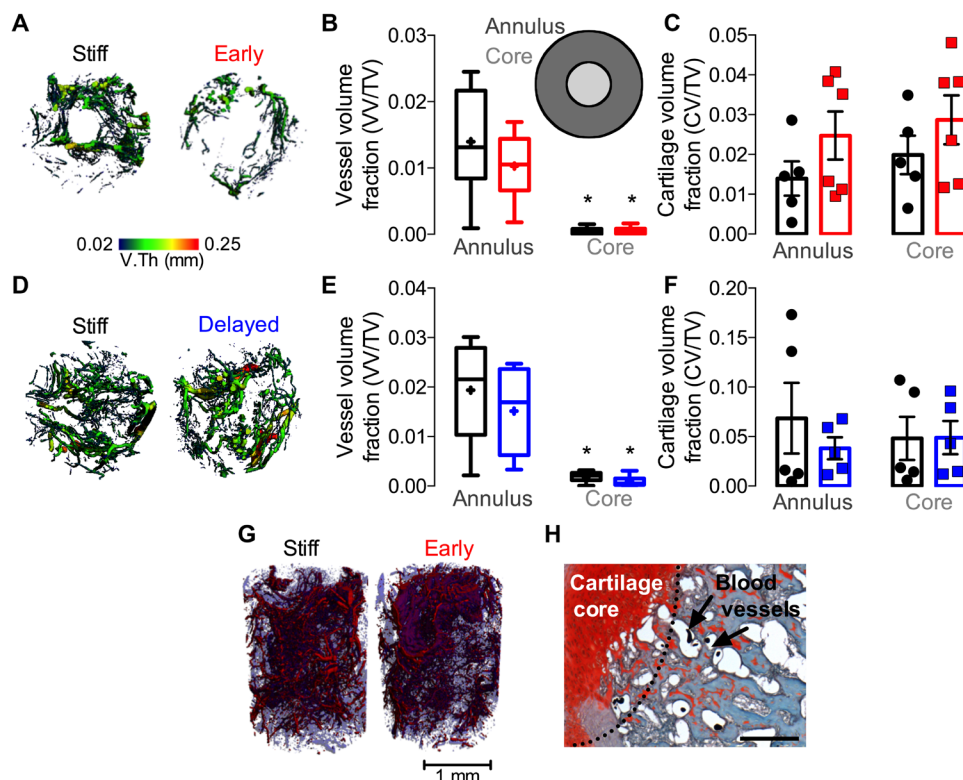 A
Stiff
Early
0.02
0.25
V.Th (mm)
B
Vessel volume
fraction (VV/TV)
0.03
0.02
0.01
0.00
Annulus
Core
*
*
Annulus
Core
C
Cartilage volume
fraction (CV/TV)
0.05
0.04
0.03
0.02
0.01
0.00
Annulus
Core
D
Stiff
Delayed
E
Vessel volume
fraction (VV/TV)
0.04
0.03
0.02
0.01
0.00
*
*
Annulus
Core
F
Cartilage volume
fraction (CV/TV)
0.20
0.15
0.10
0.05
0.00
Annulus
Core
G
Stiff
Early
1 mm
H
Cartilage
core
Blood
vessels